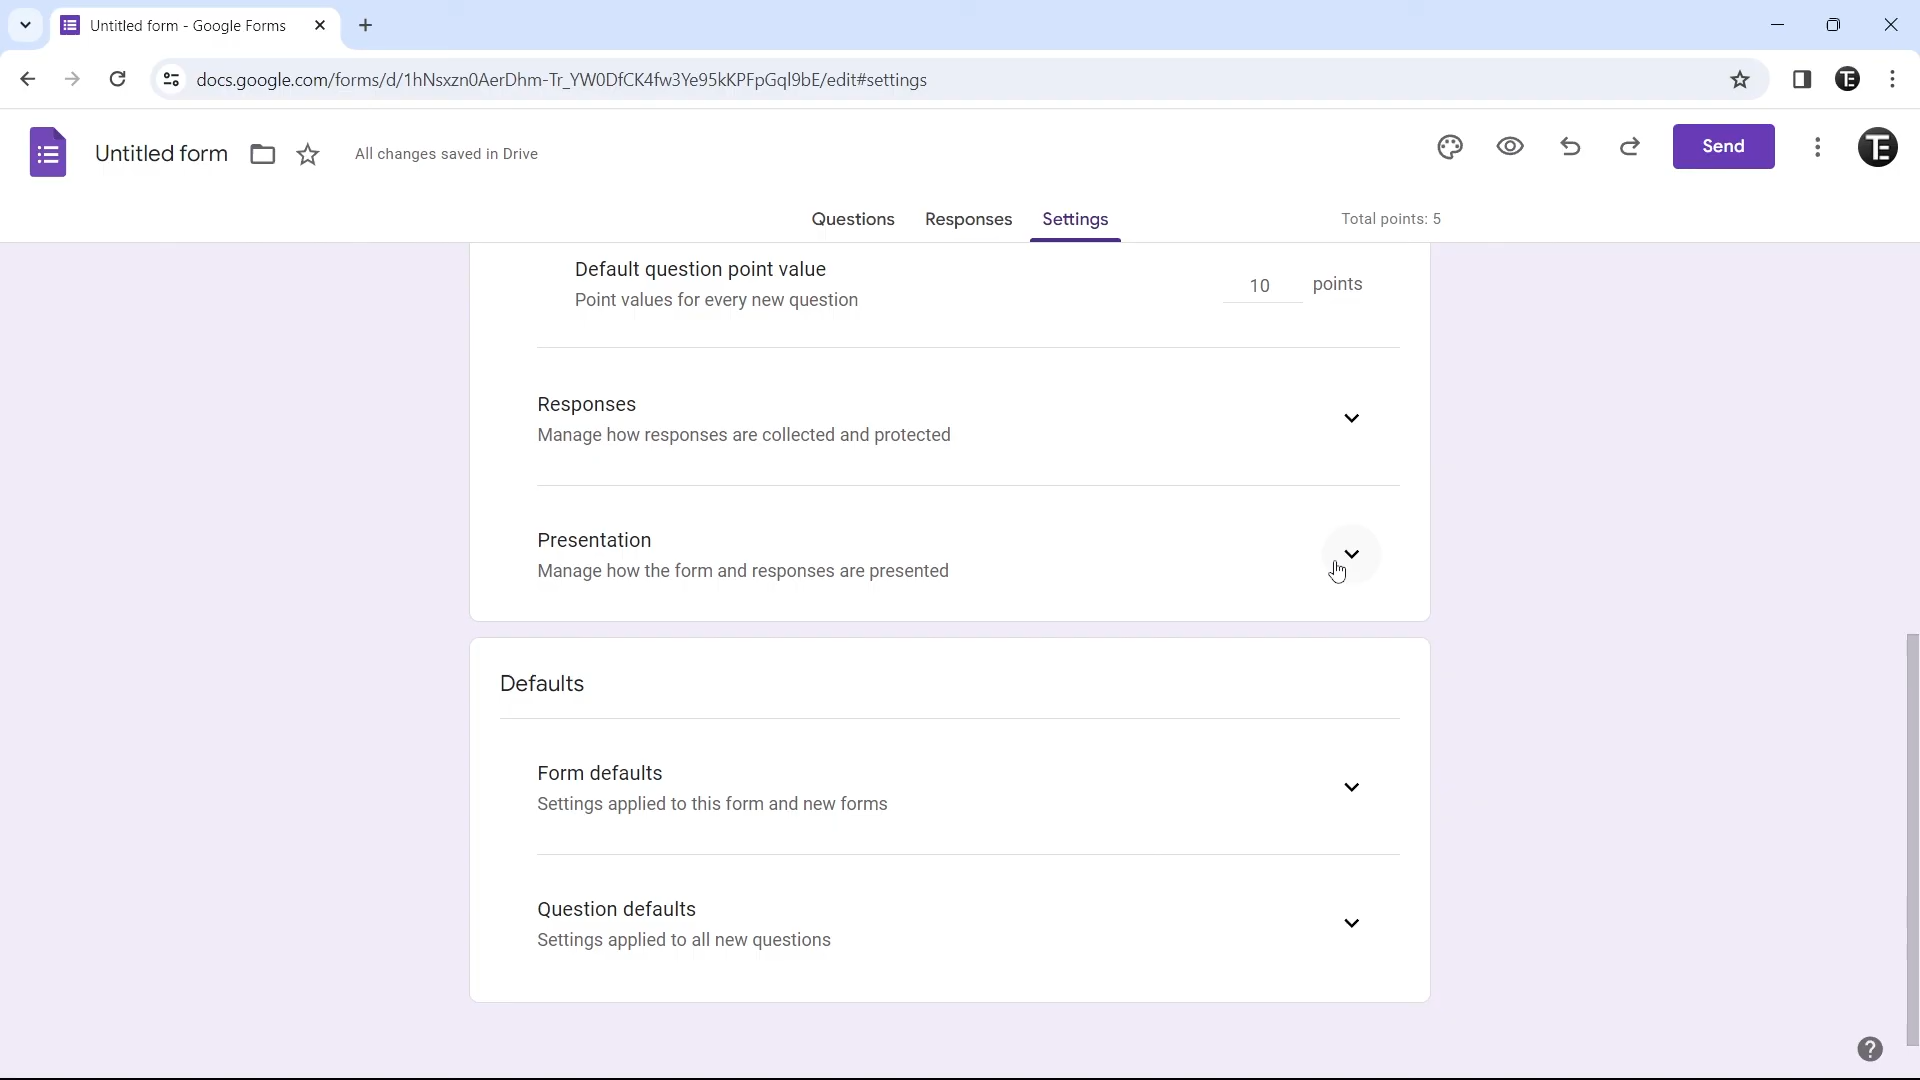 Untitled form - Google Forms
docs.google.com/forms/d/1hNsxzn0AerDhm-Tr_YW0DfCK4fw3Ye95kKPFpGql9bE/edit#settings
Untitled form
All changes saved in Drive
Send
Questions
Responses
Settings
Total points: 5
Default question point value
Point values for every new question
10 points
Responses
Manage how responses are collected and protected
Presentation
Manage how the form and responses are presented
Defaults
Form defaults
Settings applied to this form and new forms
Question defaults
Settings applied to all new questions